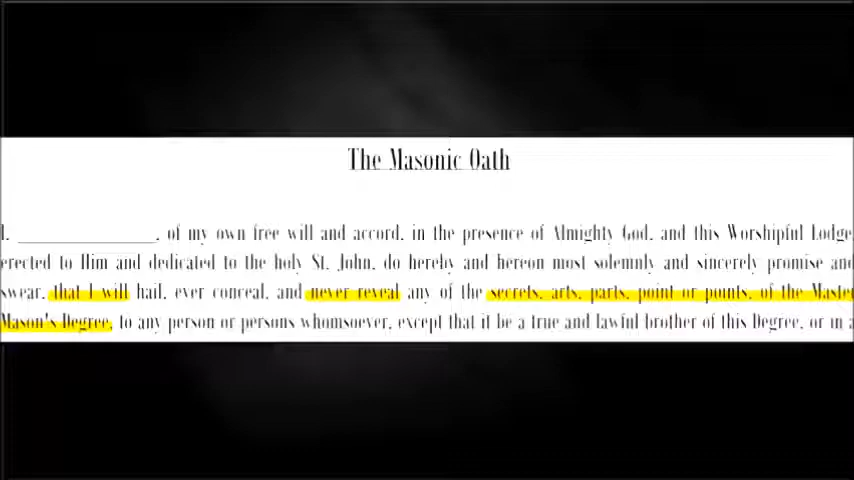 The Masonic Oath
I, ____________________, of my own free will and accord, in the presence of Almighty God, and this Worshipful Lodge
erected to Him and dedicated to the holy St. John, do hereby and hereon most solemnly and sincerely promise and
swear, that I will hail, ever conceal, and never reveal any of the secrets, arts, parts, point or points, of the Master
Mason's Degree, to any person or persons whomsoever, except that it be a true and lawful brother of this Degree, or in a